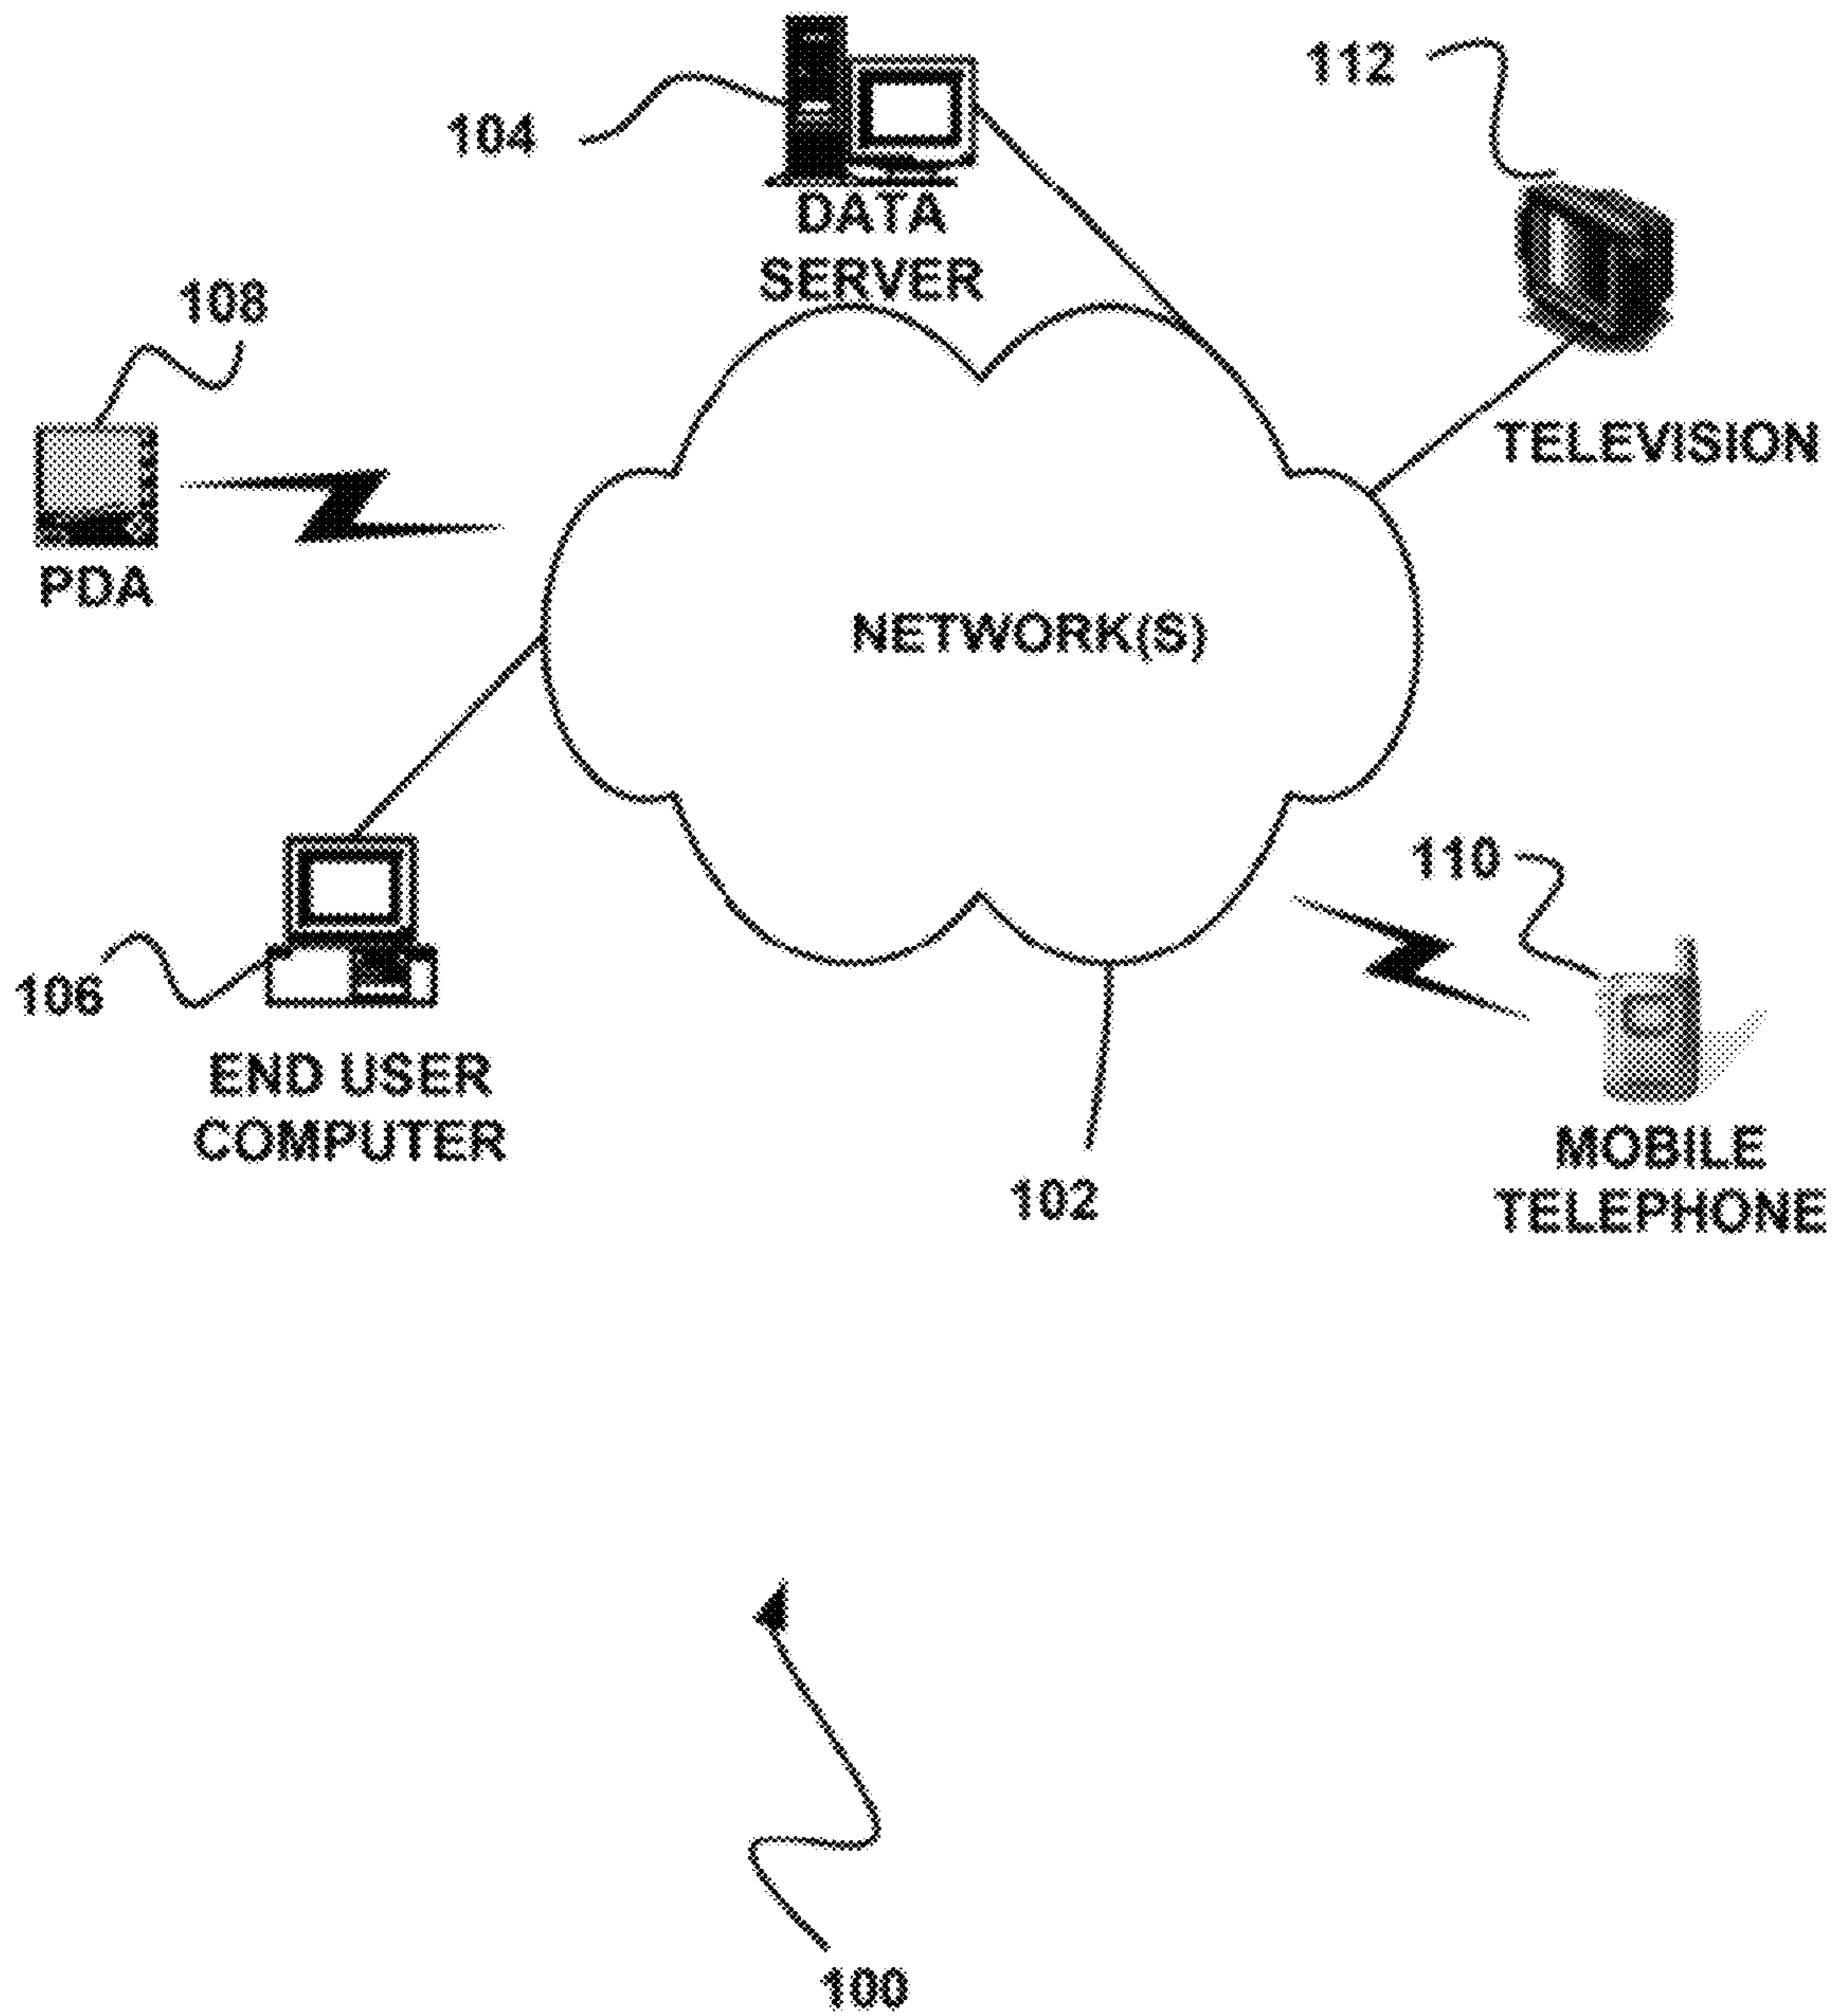 112
104
DATA
SERVER
108
TELEVISION
PDA
NETWORK(S)
110
106
END USER
COMPUTER
MOBILE
TELEPHONE
102
100